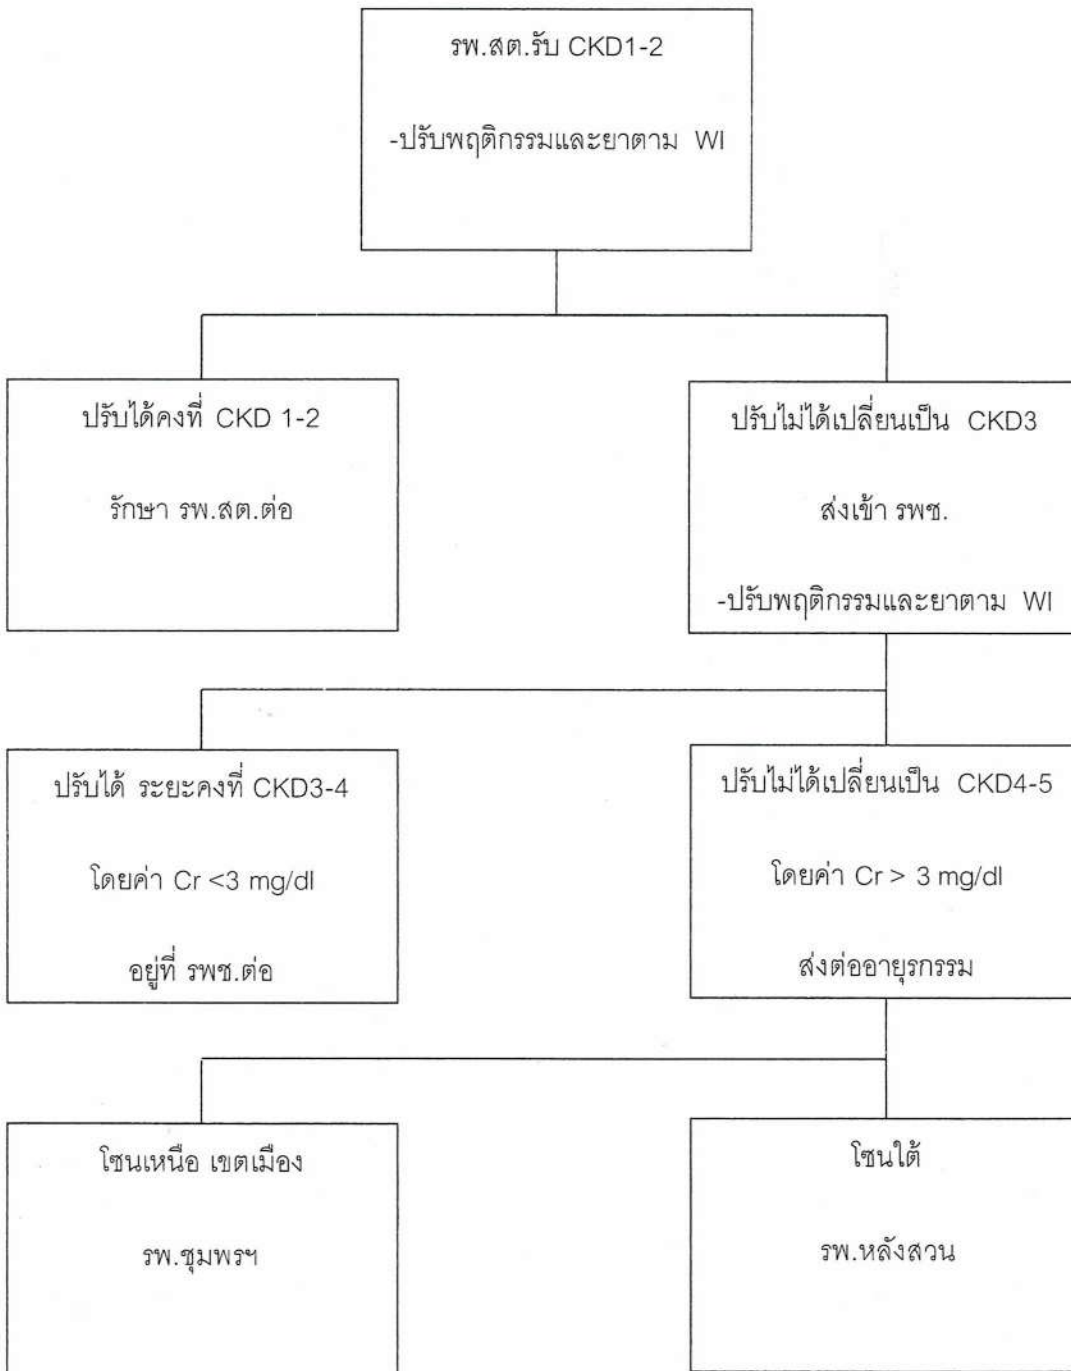 รพ.สต.รับ CKD1-2
-ปรับพฤติกรรมและยาตาม WI
ปรับได้คงที่ CKD 1-2
รักษา รพ.สต.ต่อ
ปรับไม่ได้เปลี่ยนเป็น CKD3
ส่งเข้า รพช.
-ปรับพฤติกรรมและยาตาม WI
ปรับได้ ระยะคงที่ CKD3-4
โดยค่า Cr <3 mg/dl
อยู่ที่ รพช.ต่อ
ปรับไม่ได้เปลี่ยนเป็น CKD4-5
โดยค่า Cr > 3 mg/dl
ส่งต่ออายุรกรรม
โซนเหนือ เขตเมือง
รพ.ชุมพรฯ
โซนใต้
รพ.หลังสวน